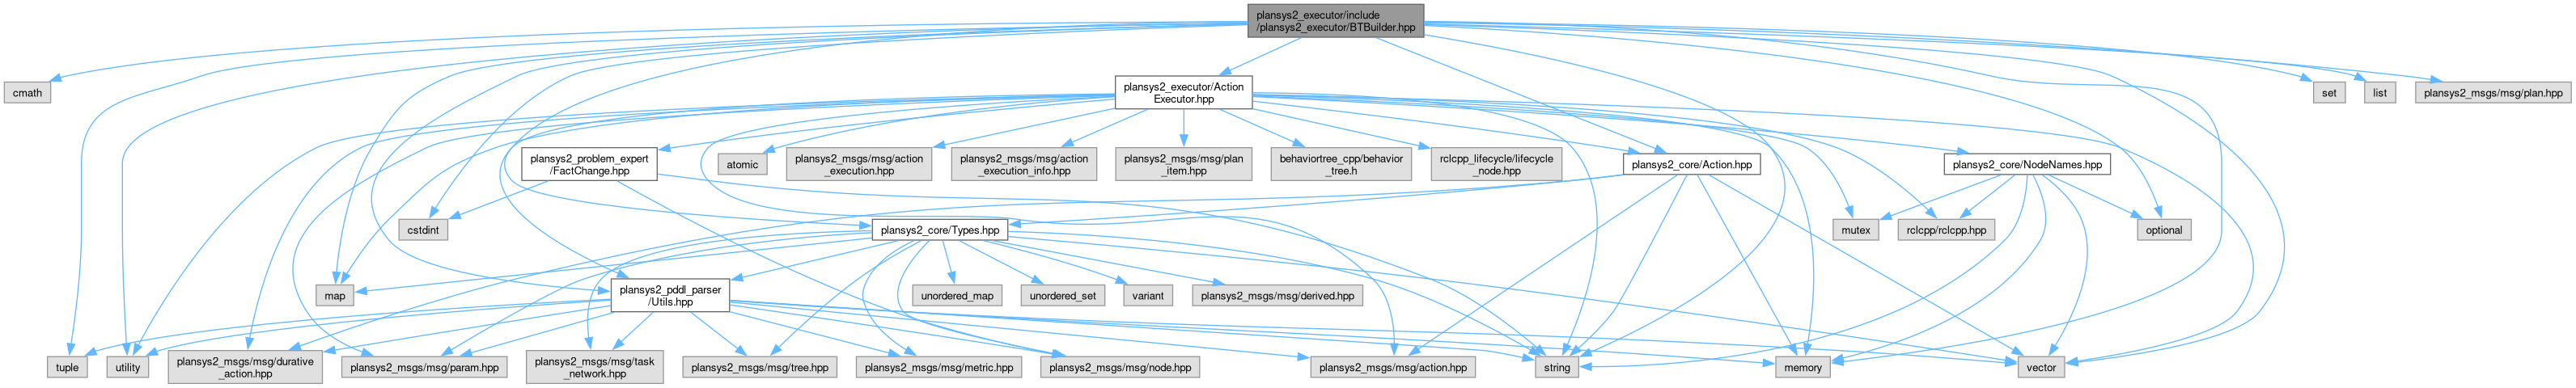 plansys2_executor/include
/plansys2_executor/BTBuilder.hpp
cmath
plansys2_executor/Action
Executor.hpp
set
list
plansys2_msgs/msg/plan.hpp
plansys2_problem_expert
/FactChange.hpp
atomic
plansys2_msgs/msg/action
_execution.hpp
plansys2_msgs/msg/action
_execution_info.hpp
plansys2_msgs/msg/plan
_item.hpp
behaviortree_cpp/behavior
_tree.h
rclcpp_lifecycle/lifecycle
_node.hpp
plansys2_core/Action.hpp
plansys2_core/NodeNames.hpp
cstdint
plansys2_core/Types.hpp
mutex
rclcpp/rclcpp.hpp
optional
map
plansys2_pddl_parser
/Utils.hpp
unordered_map
unordered_set
variant
plansys2_msgs/msg/derived.hpp
tuple
utility
plansys2_msgs/msg/durative
_action.hpp
plansys2_msgs/msg/param.hpp
plansys2_msgs/msg/task
_network.hpp
plansys2_msgs/msg/tree.hpp
plansys2_msgs/msg/metric.hpp
plansys2_msgs/msg/node.hpp
plansys2_msgs/msg/action.hpp
string
memory
vector